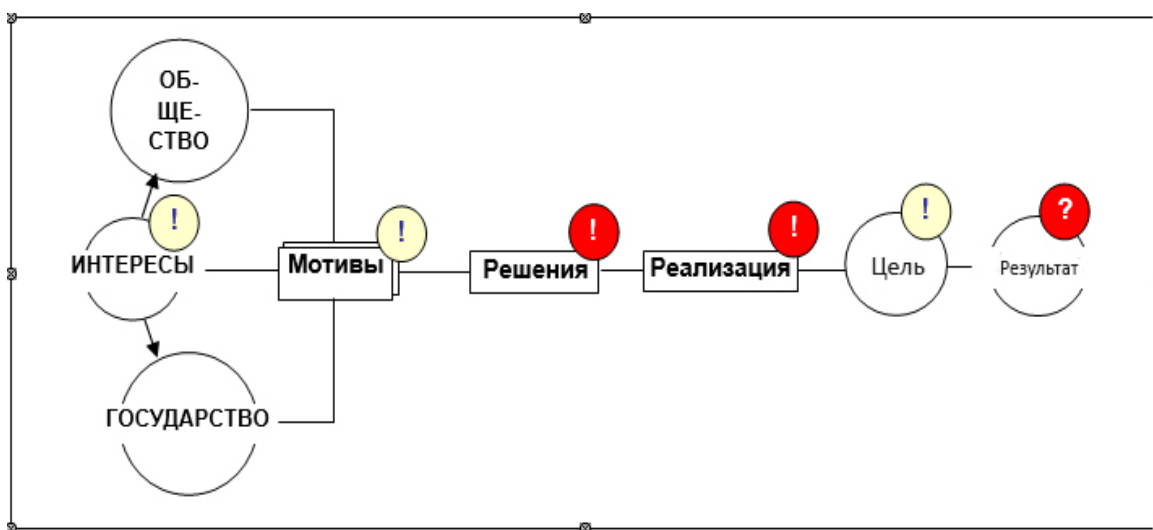 ОБ-
ЩЕ-
СТВО
!
ИНТЕРЕСЫ
!
Мотивы
!
Решения
!
Реализация
!
Цель
?
Результат
ГОСУДАРСТВО